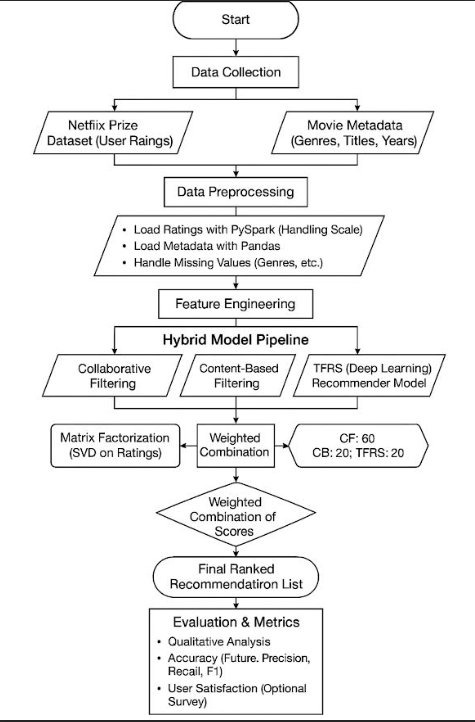 Start
Data Collection
Netfiix Prize
Dataset (User Raings)
Movie Metadata
(Genres, Titles, Years)
Data Preprocessing
• Load Ratings with PySpark (Handling Scale)
• Load Metadata with Pandas
• Handle Missing Values (Genres, etc.)
Feature Engineering
Hybrid Model Pipeline
Collaborative
Filtering
Content-Based
Filtering
TFRS (Deep Learning)
Recommender Model
Matrix Factorization
(SVD on Ratings)
Weighted
Combination
CF: 60
CB: 20; TFRS: 20
Weighted
Combination of
Scores
Final Ranked
Recommendatiron List
Evaluation & Metrics
• Qualitative Analysis
• Accuracy (Future. Precision,
Recall, F1)
• User Satisfaction (Optional
Survey)